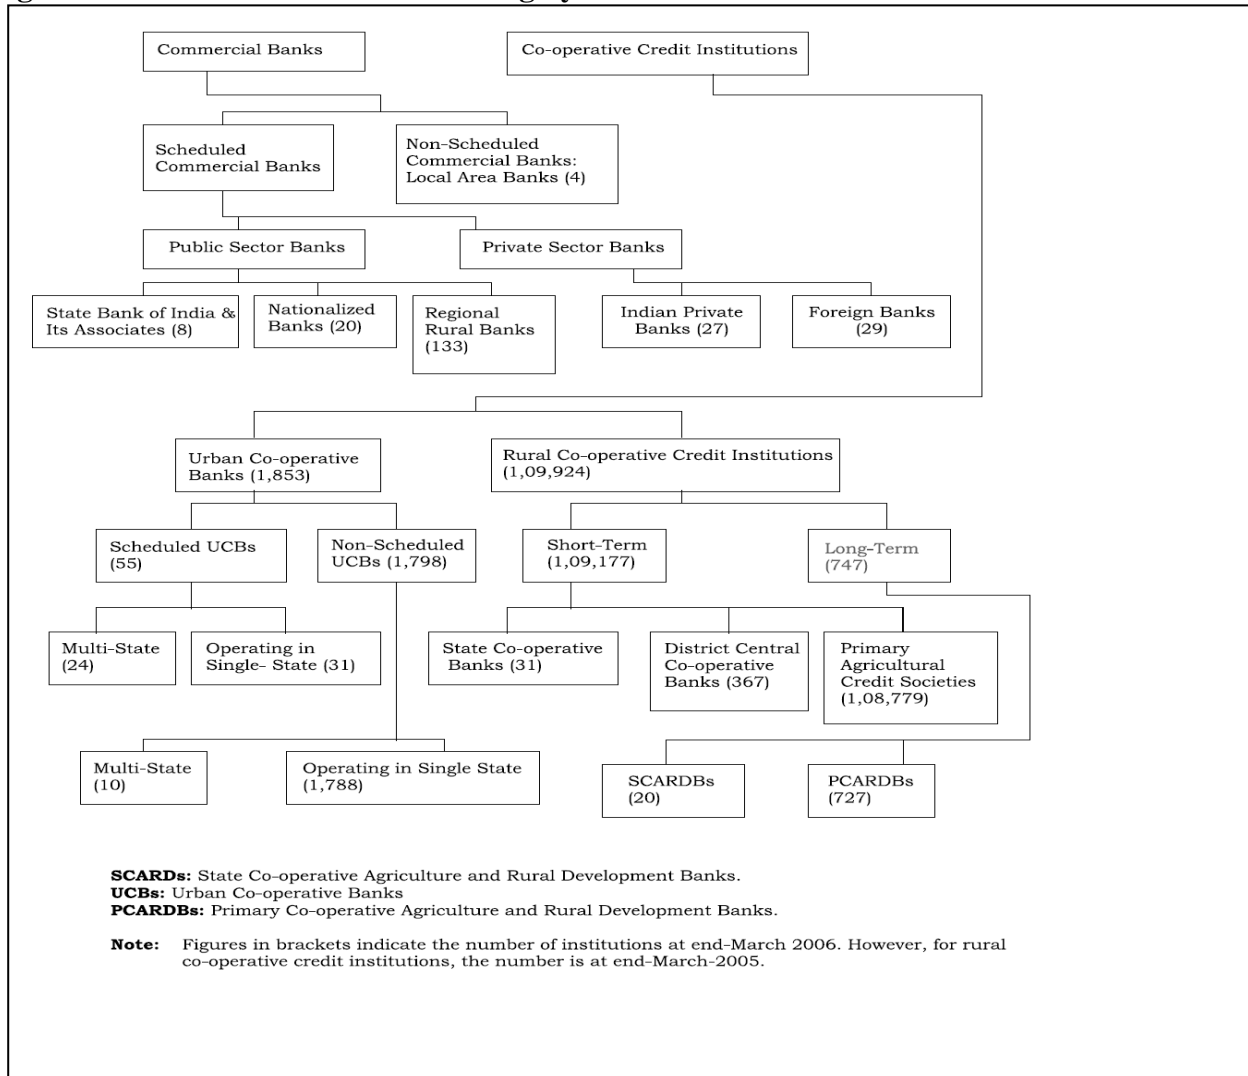 Commercial Banks
Co-operative Credit Institutions
Scheduled
Commercial Banks
Non-Scheduled
Commercial Banks:
Local Area Banks (4)
Public Sector Banks
Private Sector Banks
State Bank of India &
Its Associates (8)
Nationalized
Banks (20)
Regional
Rural Banks
(133)
Indian Private
Banks (27)
Foreign Banks
(29)
Urban Co-operative
Banks (1,853)
Rural Co-operative Credit Institutions
(1,09,924)
Scheduled UCBs
(55)
Non-Scheduled
UCBs (1,798)
Short-Term
(1,09,177)
Long-Term
(747)
Multi-State
(24)
Operating in
Single- State (31)
State Co-operative
Banks (31)
District Central
Co-operative
Banks (367)
Primary
Agricultural
Credit Societies
(1,08,779)
Multi-State
(10)
Operating in Single State
(1,788)
SCARDBs
(20)
PCARDBs
(727)
SCARDs: State Co-operative Agriculture and Rural Development Banks.
UCBs: Urban Co-operative Banks
PCARDBs: Primary Co-operative Agriculture and Rural Development Banks.
Note: Figures in brackets indicate the number of institutions at end-March 2006. However, for rural
co-operative credit institutions, the number is at end-March-2005.